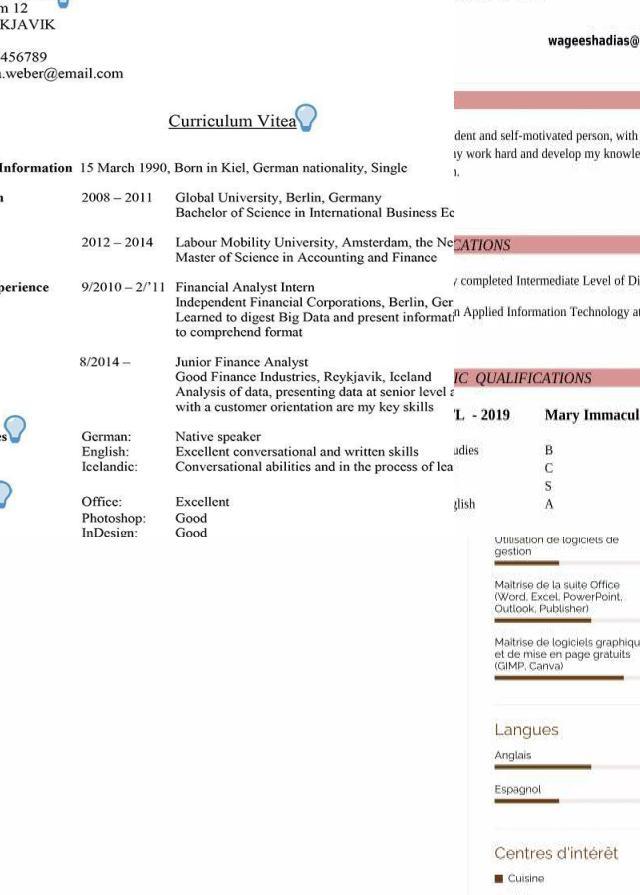 m 12
KJAVIK
456789
a.weber@email.com
Curriculum Vitea
Information 15 March 1990, Born in Kiel, German nationality, Single
n
2008 – 2011 Global University, Berlin, Germany
Bachelor of Science in International Business Ec
2012 – 2014 Labour Mobility University, Amsterdam, the Ne
Master of Science in Accounting and Finance
perience 9/2010 – 2/'11 Financial Analyst Intern
Independent Financial Corporations, Berlin, Ger
Learned to digest Big Data and present informati
to comprehend format
8/2014 – Junior Finance Analyst
Good Finance Industries, Reykjavik, Iceland
Analysis of data, presenting data at senior level a
with a customer orientation are my key skills
es
German: Native speaker
English: Excellent conversational and written skills
Icelandic: Conversational abilities and in the process of lea
Office: Excellent
Photoshop: Good
InDesign: Good
wageeshadias@
dent and self-motivated person, with
y work hard and develop my knowle
n.
CATIONS
y completed Intermediate Level of Di
n Applied Information Technology at
IC QUALIFICATIONS
/L - 2019 Mary Immacul
udies B
C
S
glish A
Utilisation de logiciels de
gestion
Maîtrise de la suite Office
(Word, Excel, PowerPoint,
Outlook, Publisher)
Maîtrise de logiciels graphiqu
et de mise en page gratuits
(GIMP, Canva)
Langues
Anglais
Espagnol
Centres d'intérêt
Cuisine